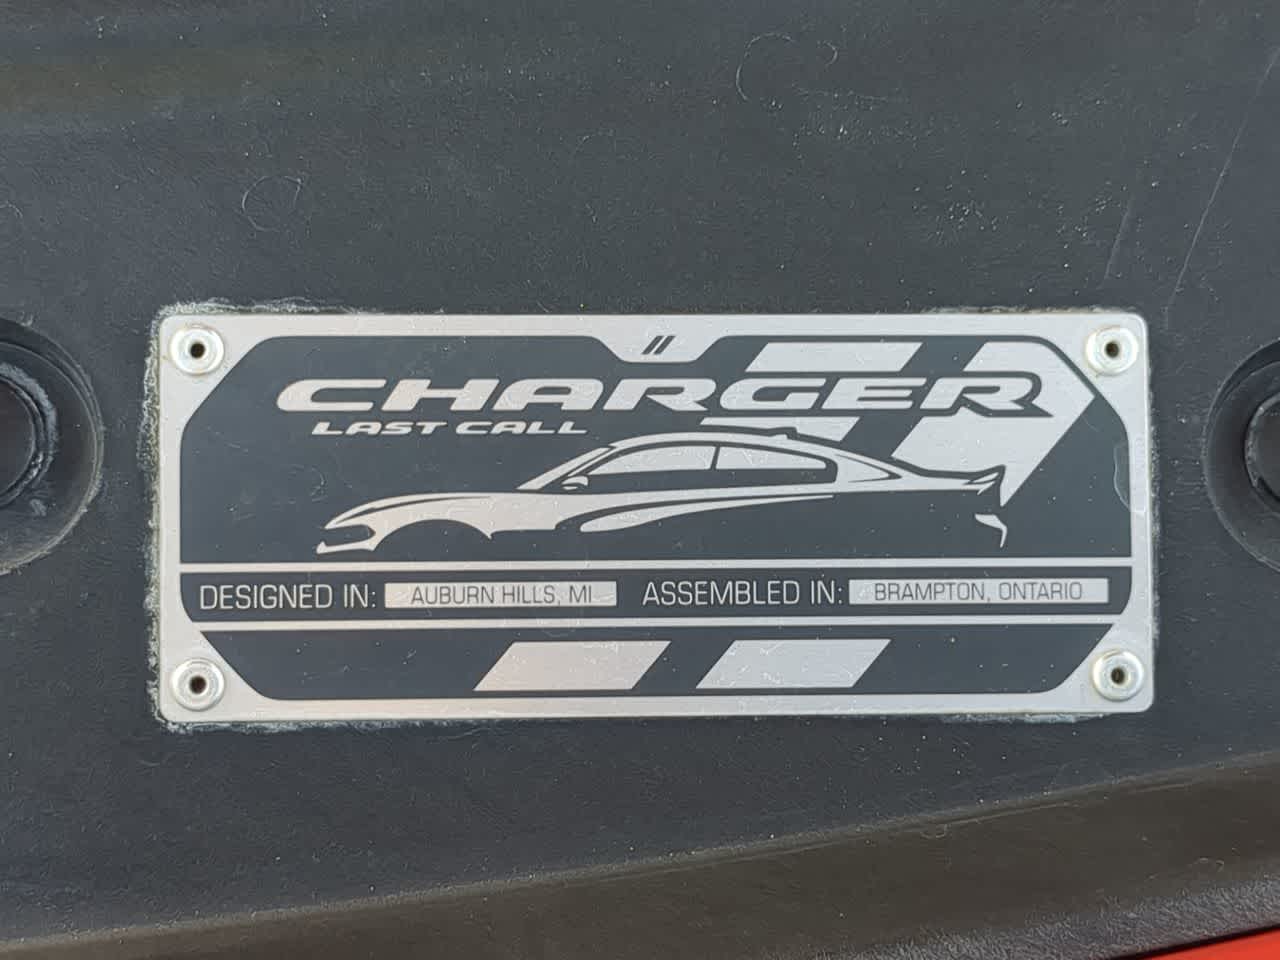 CHARGER
LAST CALL
DESIGNED IN: AUBURN HILLS, MI ASSEMBLED IN: BRAMPTON, ONTARIO